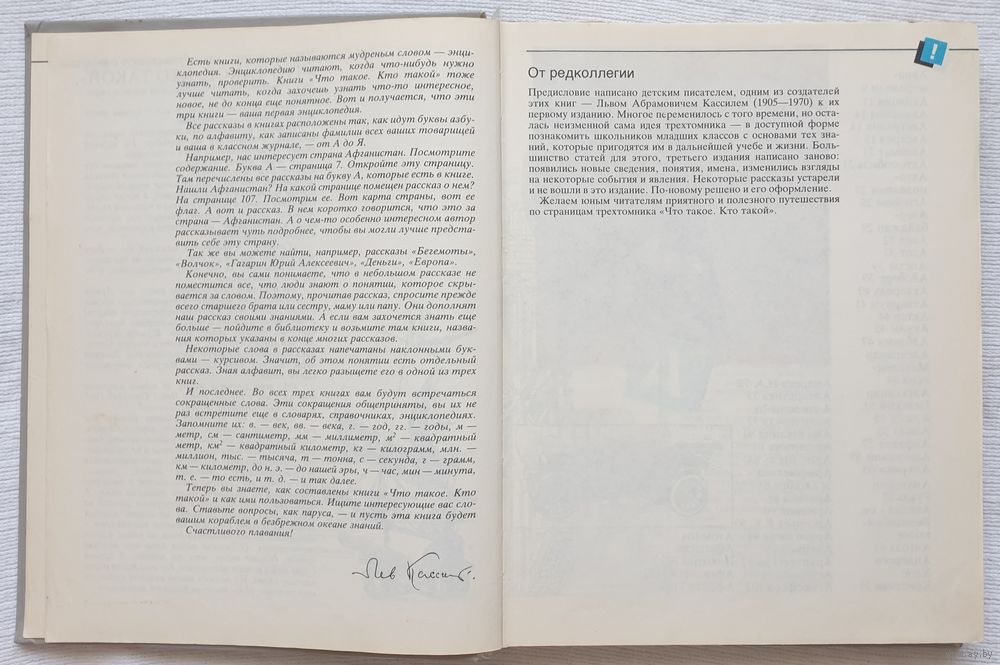 Есть книги, которые называются мудреным словом — энци-
клопедия. Энциклопедию читают, когда что-нибудь нужно
узнать, проверить. Книги «Что такое. Кто такой» тоже
лучше читать, когда захочешь узнать что-то интересное,
новое, не до конца еще понятное. Вот и получается, что эти
три книги — ваша первая энциклопедия.
Все рассказы в книгах расположены так, как идут буквы азбу-
ки, по алфавиту, как записаны фамилии всех ваших товарищей
и ваша в классном журнале, — от А до Я.
Например, нас интересует страна Афганистан. Посмотрите
содержание. Буква А — страница 7. Откройте эту страницу.
Там перечислены все рассказы на букву А, которые есть в книге.
Нашли Афганистан? На какой странице помещен рассказ о нем?
На странице 107. Посмотрим ее. Вот карта страны, вот ее
флаг. А вот и рассказ. В нем коротко говорится, что это за
страна — Афганистан. А о чем-то особенно интересном автор
рассказывает чуть подробнее, чтобы вы могли лучше предста-
вить себе эту страну.
Так же вы можете найти, например, рассказы «Бегемоты»,
«Волчок», «Гагарин Юрий Алексеевич», «Деньги», «Европа».
Конечно, вы сами понимаете, что в небольшом рассказе не
поместится все, что люди знают о понятии, которое скры-
вается за словом. Поэтому, прочитав рассказ, спросите прежде
всего старшего брата или сестру, маму или папу. Они дополнят
наш рассказ своими знаниями. А если вам захочется знать еще
больше — пойдите в библиотеку и возьмите там книги, назва-
ния которых указаны в конце многих рассказов.
Некоторые слова в рассказах напечатаны наклонными бук-
вами — курсивом. Значит, об этом понятии есть отдельный
рассказ. Зная алфавит, вы легко разыщете его в одной из трех
книг.
И последнее. Во всех трех книгах вам будут встречаться
сокращенные слова. Эти сокращения общеприняты, вы их не
раз встретите еще в словарях, справочниках, энциклопедиях.
Запомните их: в. — век, вв. — века, г. — год, гг. — годы, м —
метр, см — сантиметр, мм — миллиметр, м² — квадратный
метр, км² — квадратный километр, кг — килограмм, млн. —
миллион, тыс. — тысяча, т — тонна, с — секунда, г — грамм,
км — километр, до н. э. — до нашей эры, ч — час, мин — минута,
т. е. — то есть, и т. д. — и так далее.
Теперь вы знаете, как составлены книги «Что такое. Кто
такой» и как ими пользоваться. Ищите интересующие вас сло-
ва. Ставьте вопросы, как паруса, — и пусть эта книга будет
вашим кораблем в безбрежном океане знаний.
Счастливого плавания!
Лев Кассиль.
!
От редколлегии
Предисловие написано детским писателем, одним из создателей
этих книг — Львом Абрамовичем Кассилем (1905—1970) к их
первому изданию. Многое переменилось с того времени, но оста-
лась неизменной сама идея трехтомника — в доступной форме
познакомить школьников младших классов с основами тех зна-
ний, которые пригодятся им в дальнейшей учебе и жизни. Боль-
шинство статей для этого, третьего издания написано заново:
появились новые сведения, понятия, имена, изменились взгляды
на некоторые события и явления. Некоторые рассказы устарели
и не вошли в это издание. По-новому решено и его оформление.
Желаем юным читателям приятного и полезного путешествия
по страницам трехтомника «Что такое. Кто такой».